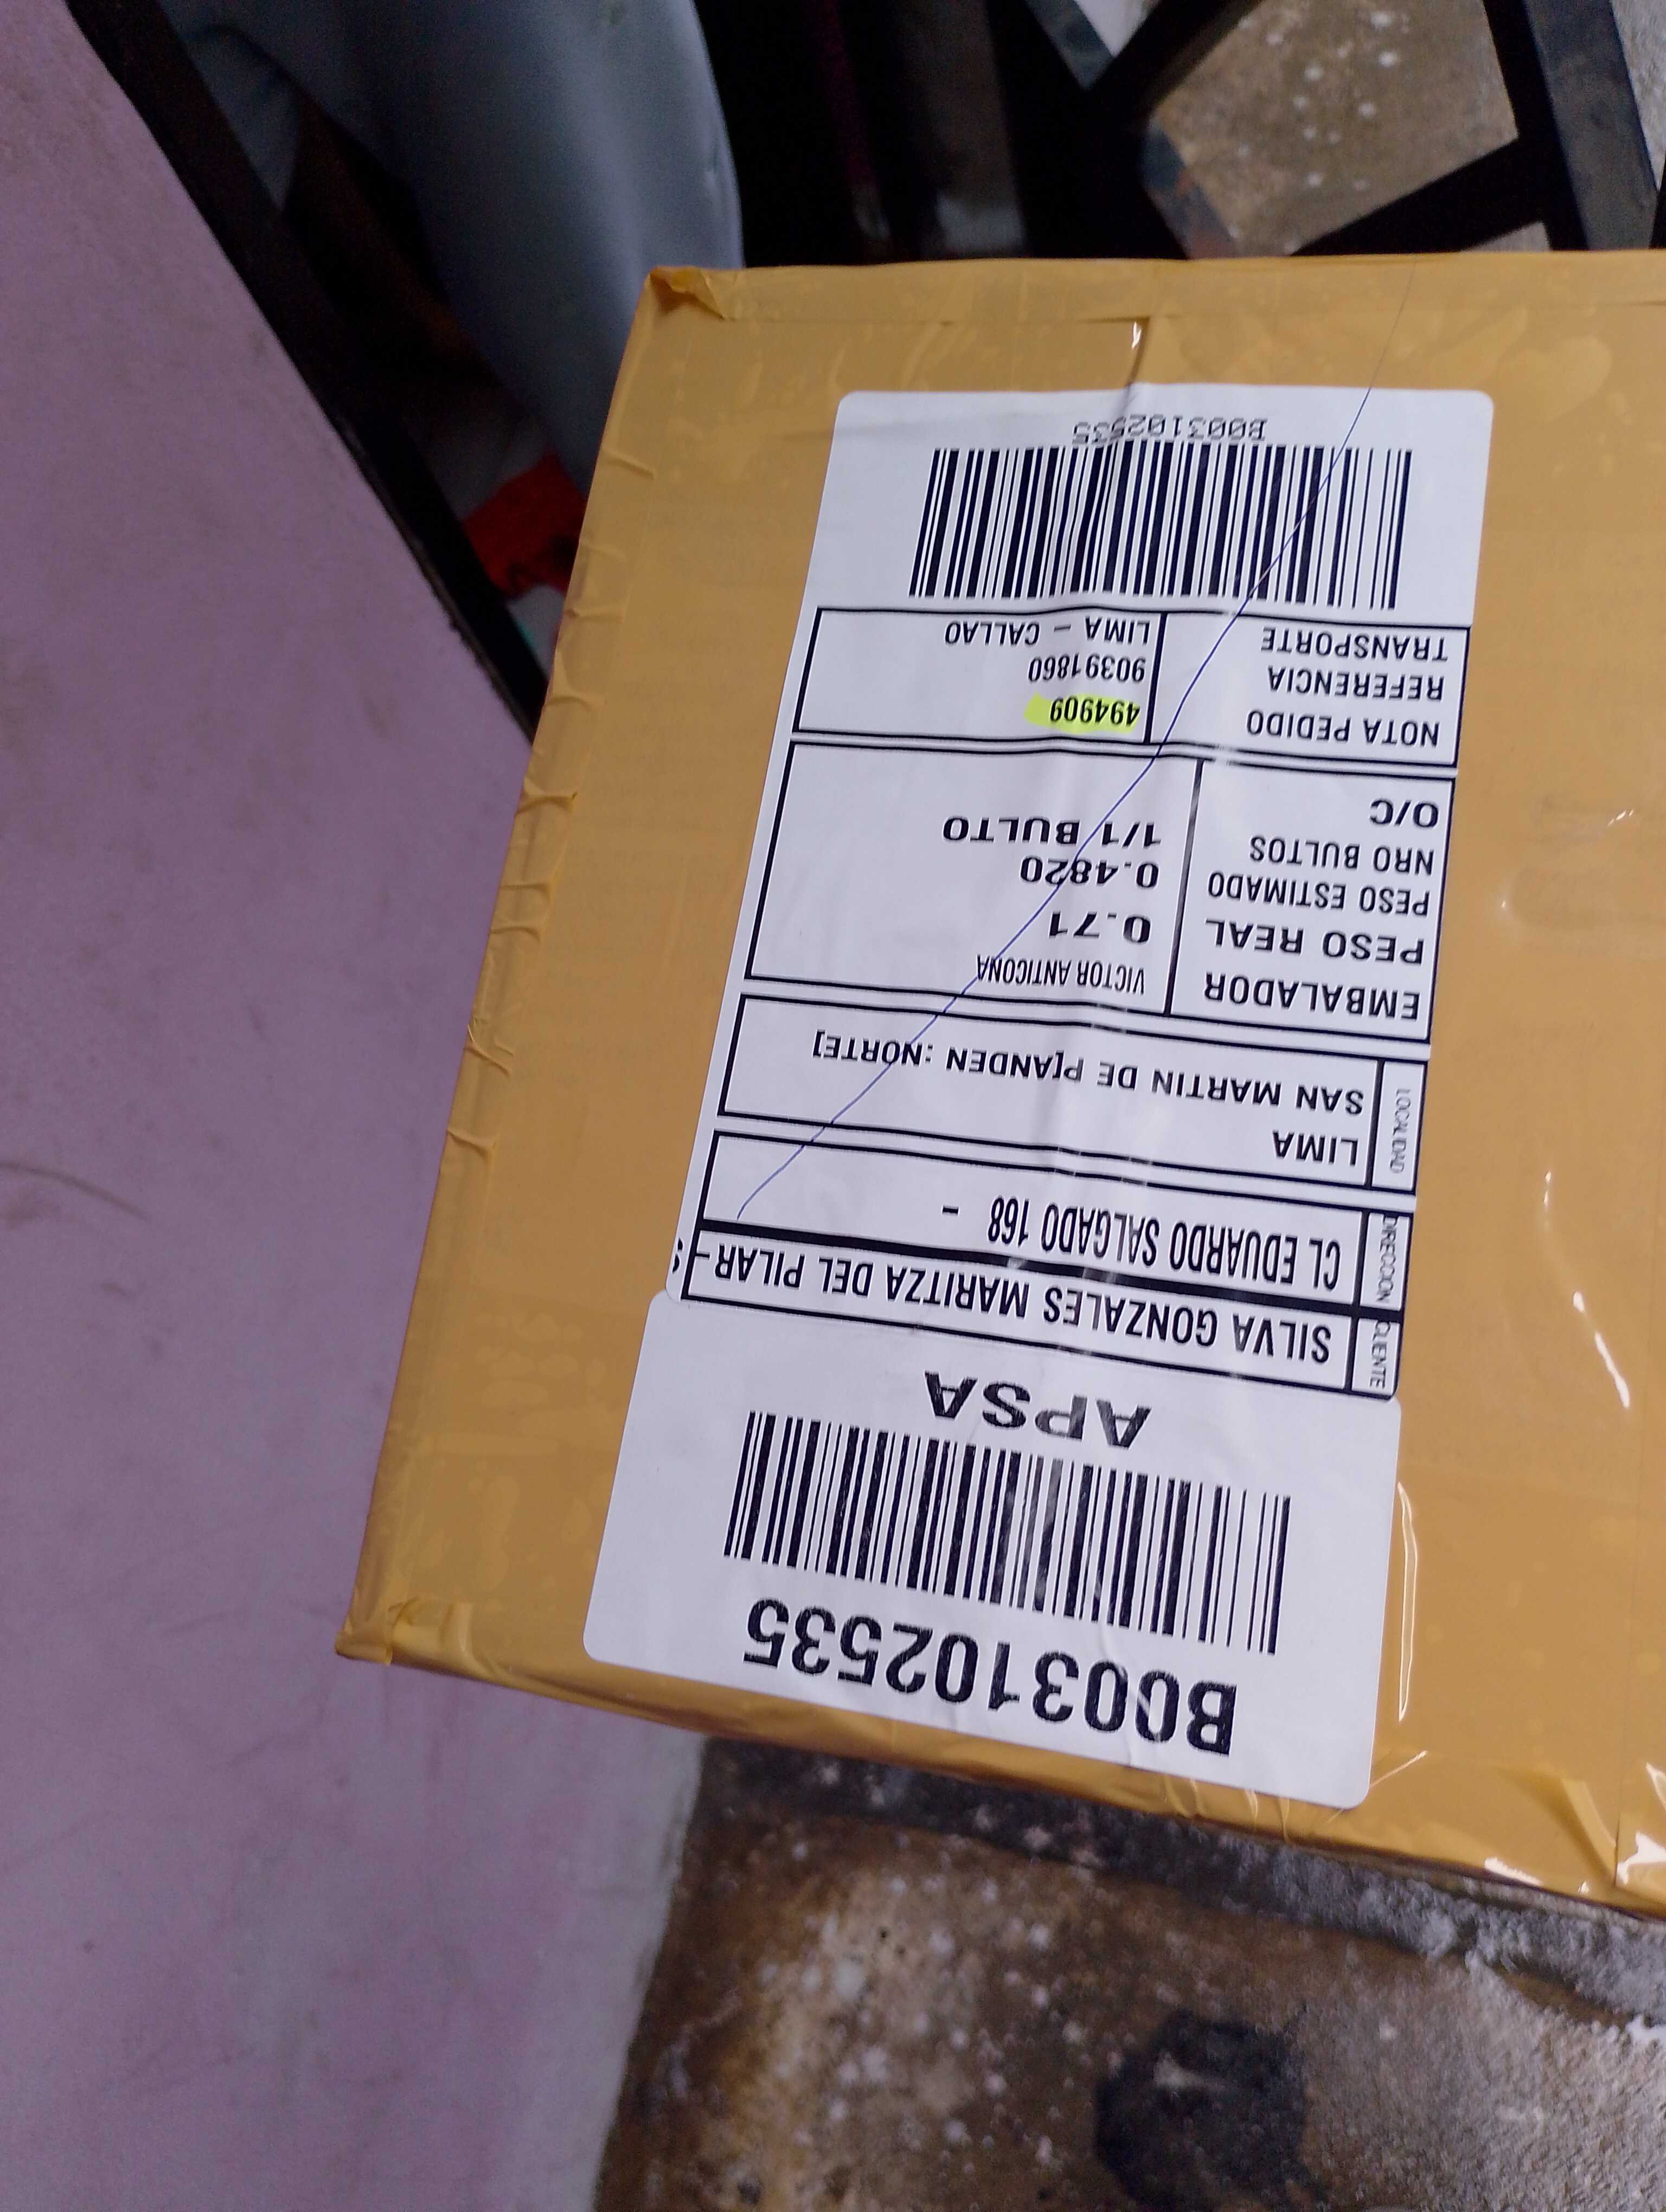 B003102535
APSA
CLIENTE SILVA GONZALES MARITZA DEL PILAR-
DIRECCION CL EDUARDO SALGADO 168 -
LOCALIDAD LIMA
SAN MARTIN DE P[ANDEN :NORTE]
EMBALADOR VICTOR ANTICONA
PESO REAL 0.71
PESO ESTIMADO 0.4820
NRO BULTOS 1/1 BULTO
O/C
NOTA PEDIDO 494909
REFERENCIA 90391860
TRANSPORTE LIMA - CALLAO
B003102535